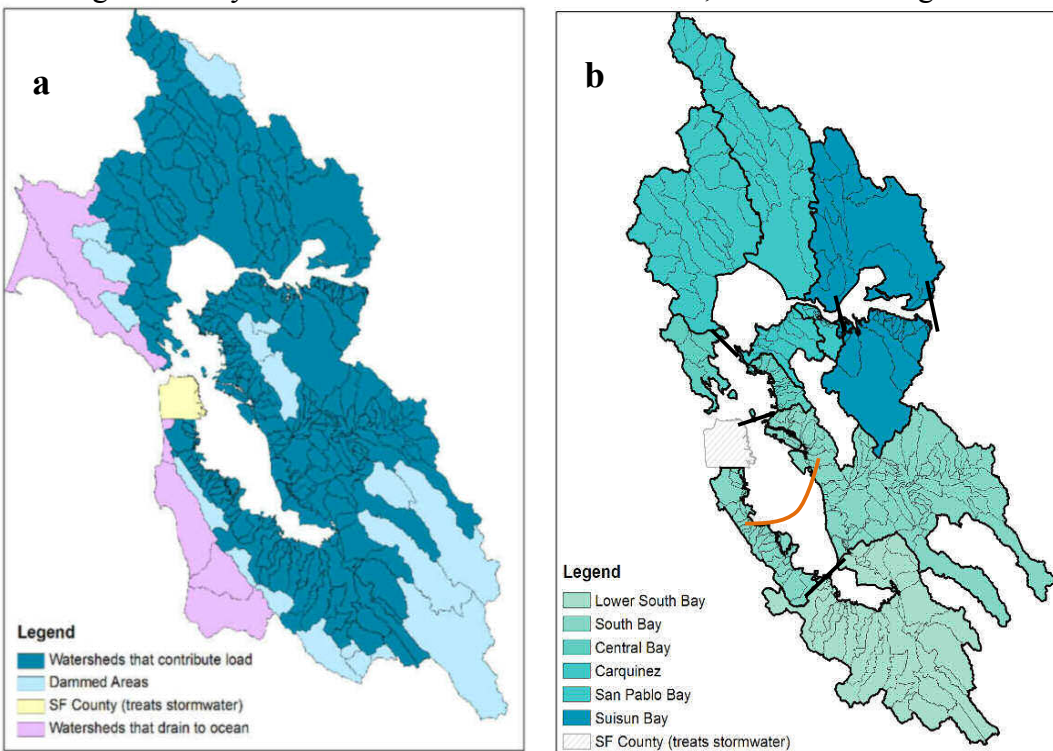 a
Legend
Watersheds that contribute load
Dammed Areas
SF County (treats stormwater)
Watersheds that drain to ocean
b
Legend
Lower South Bay
South Bay
Central Bay
Carquinez
San Pablo Bay
Suisun Bay
SF County (treats stormwater)